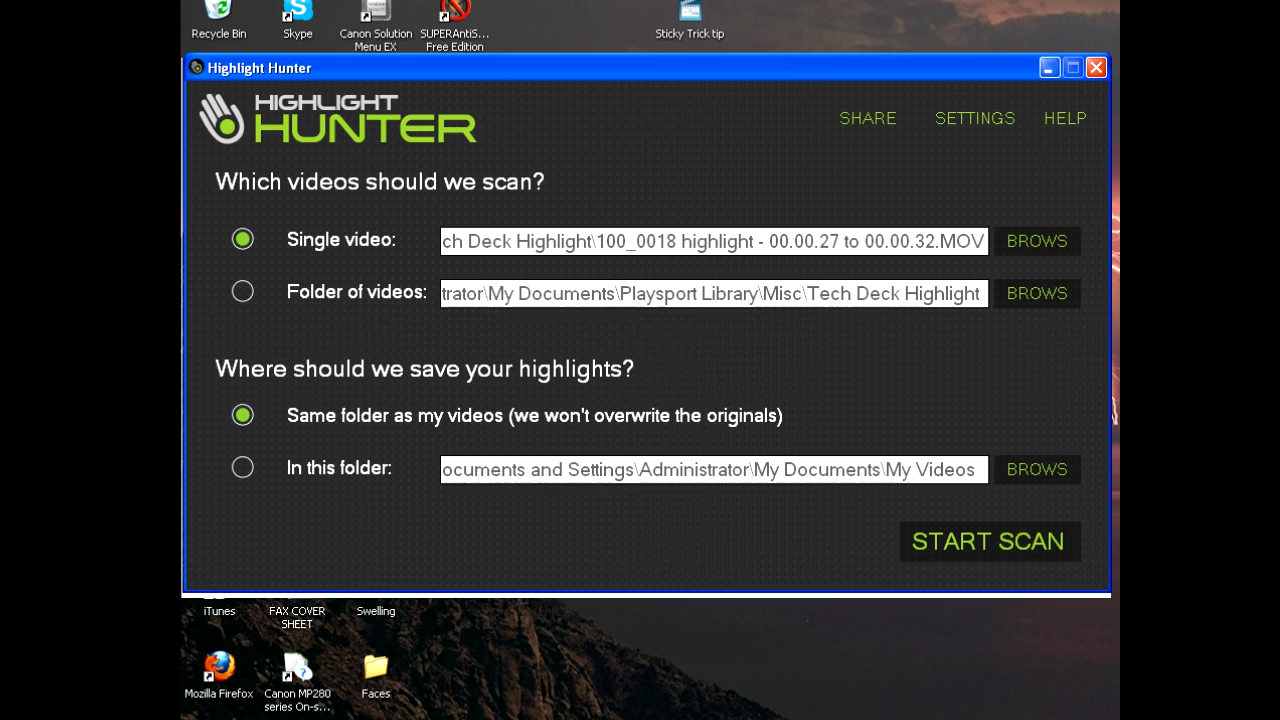 Recycle Bin
Skype
Canon Solution
Menu EX
SUPERAntiS...
Free Edition
Sticky Trick tip
Highlight Hunter
HIGHLIGHT
HUNTER
SHARE
SETTINGS
HELP
Which videos should we scan?
Single video:
ch Deck Highlight\100_0018 highlight - 00.00.27 to 00.00.32.MOV
BROWS
Folder of videos:
trator\My Documents\Playsport Library\Misc\Tech Deck Highlight
BROWS
Where should we save your highlights?
Same folder as my videos (we won't overwrite the originals)
In this folder:
ocuments and Settings\Administrator\My Documents\My Videos
BROWS
START SCAN
iTunes
FAX COVER
SHEET
Swelling
Mozilla Firefox
Canon MP280
series On-s...
Faces